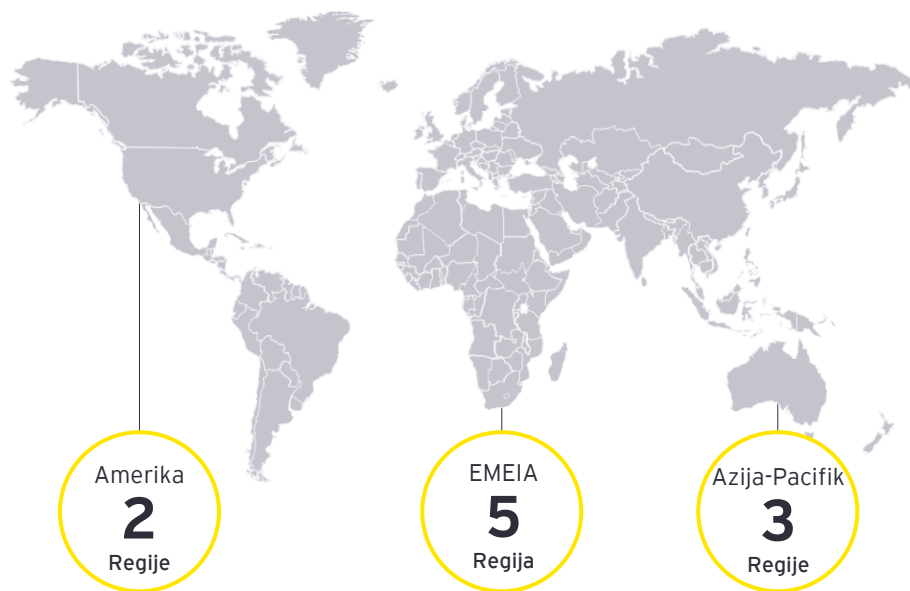 Amerika
2
Regije
EMEIA
5
Regija
Azija-Pacifik
3
Regije